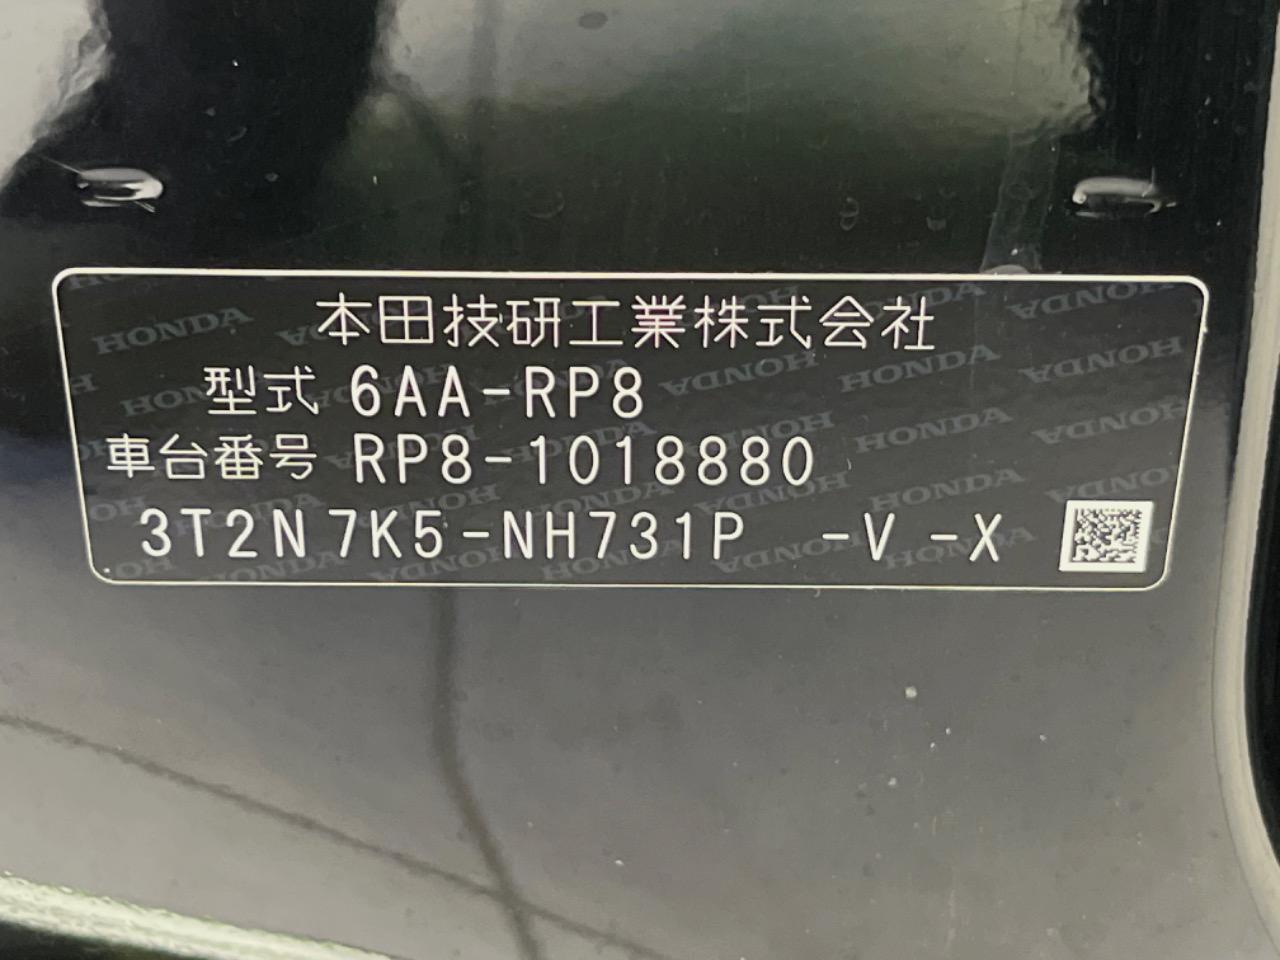 本田技研工業株式会社
型式 6AA-RP8
車台番号 RP8-1018880
3T2N7K5-NH731P -V -X